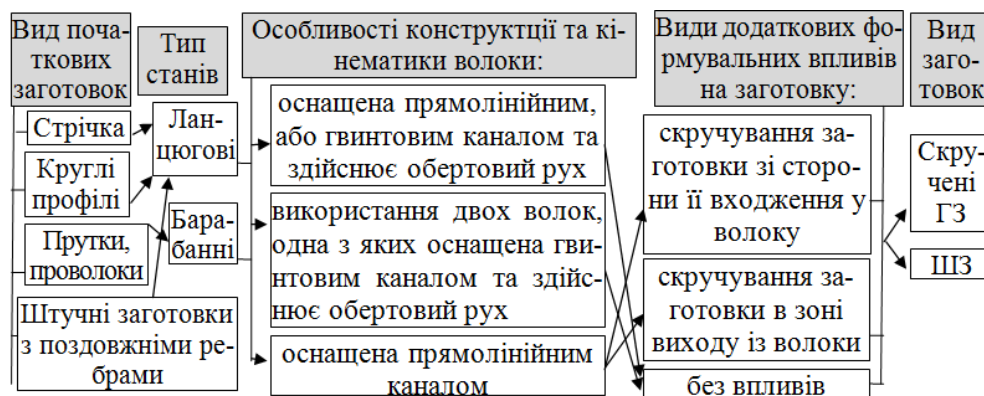 Вид поча-
ткових
заготовок
Стрічка
Круглі
профілі
Прутки,
проволоки
Штучні заготовки
з поздовжніми ре-
брами
Тип
станів
Лан-
цюгові
Бара-
банні
Особливості конструктції та кі-
нематики волоки:
оснащена прямолінійним,
або гвинтовим каналом та
здійснює обертовий рух
використання двох волок,
одна з яких оснащена гви-
нтовим каналом та здійс-
нює обертовий рух
оснащена прямолінійним
каналом
Види додаткових фо-
рмувальних впливів
на заготовку:
скручування за-
готовки зі сторо-
ни її входження у
волоку
скручування за-
готовки в зоні
виходу із волоки
без впливів
Вид
заго-
товок
Скру-
чені
ГЗ
ШЗ